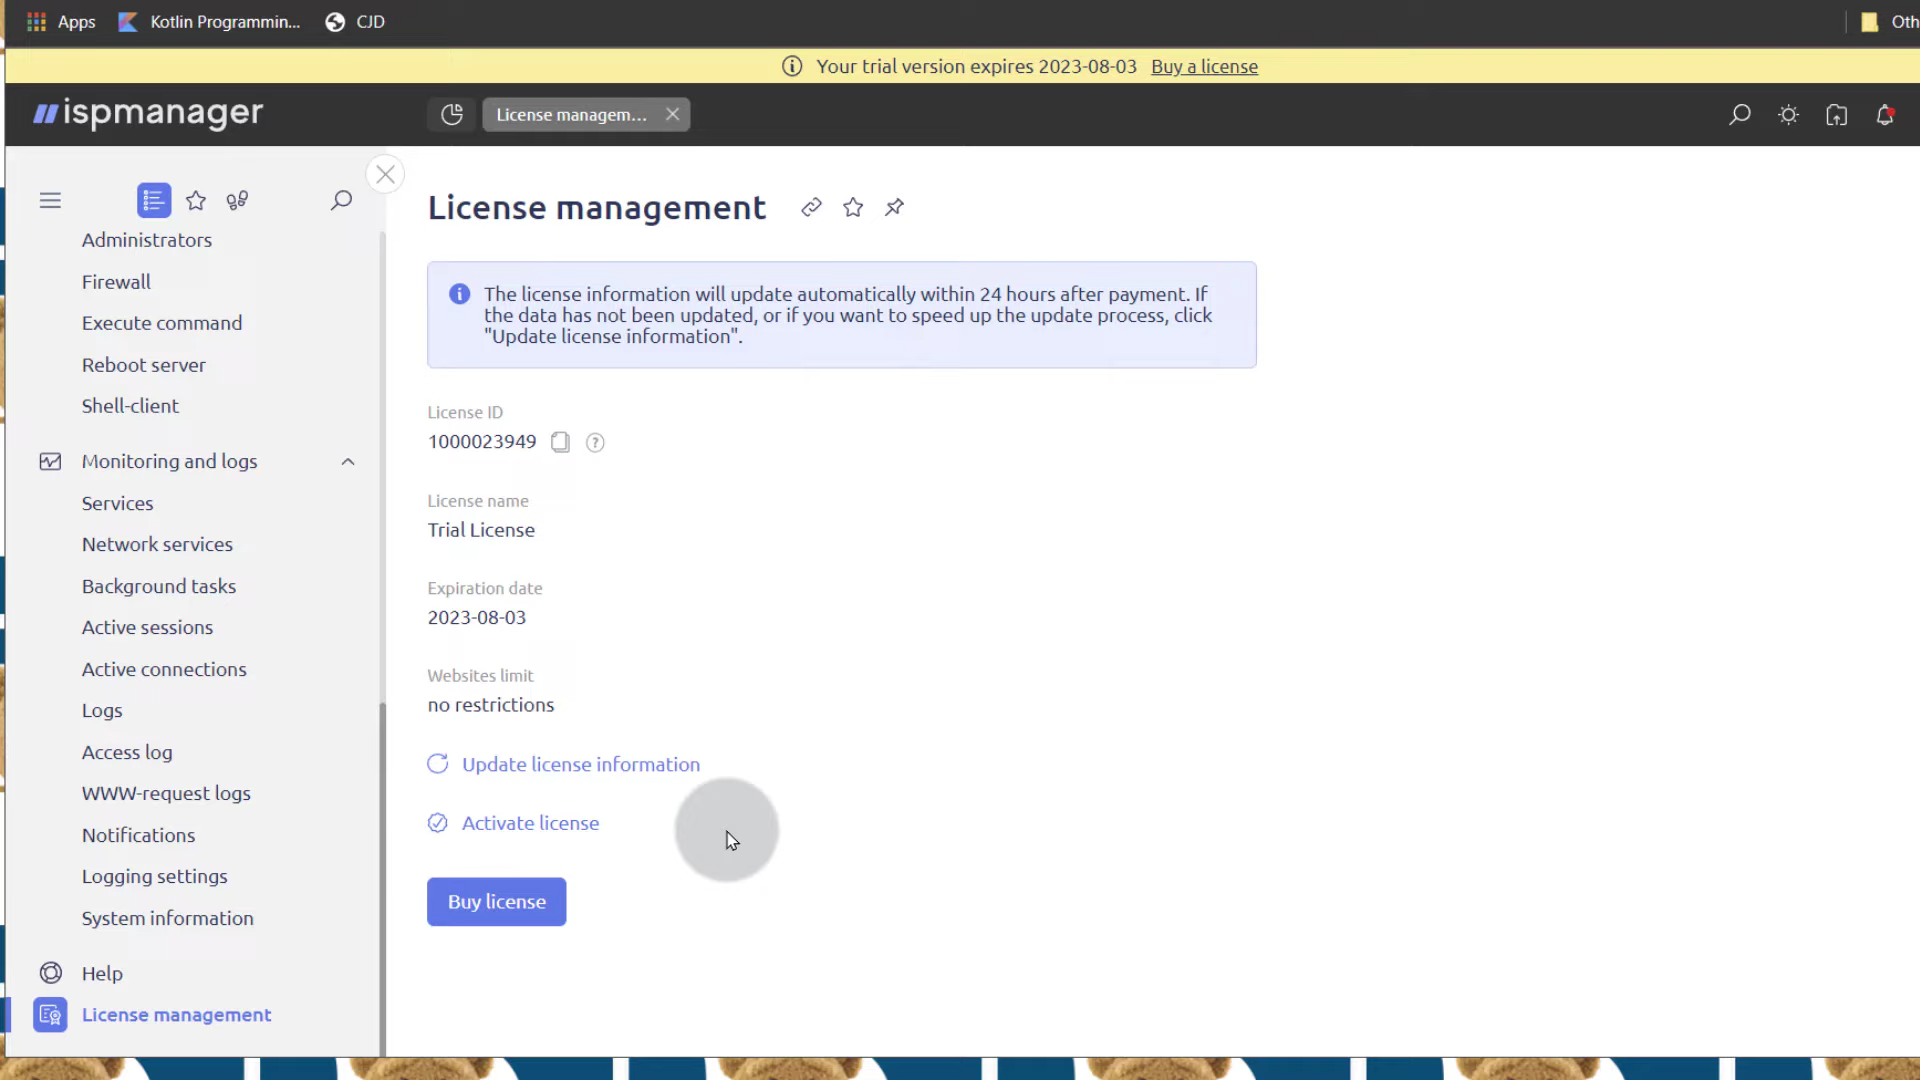 Apps
Kotlin Programmin...
CJD
Oth
Your trial version expires 2023-08-03 Buy a license
ispmanager
License managem...
Administrators
Firewall
Execute command
Reboot server
Shell-client
Monitoring and logs
Services
Network services
Background tasks
Active sessions
Active connections
Logs
Access log
WWW-request logs
Notifications
Logging settings
System information
Help
License management
License management
The license information will update automatically within 24 hours after payment. If
the data has not been updated, or if you want to speed up the update process, click
"Update license information".
License ID
1000023949
License name
Trial License
Expiration date
2023-08-03
Websites limit
no restrictions
Update license information
Activate license
Buy license